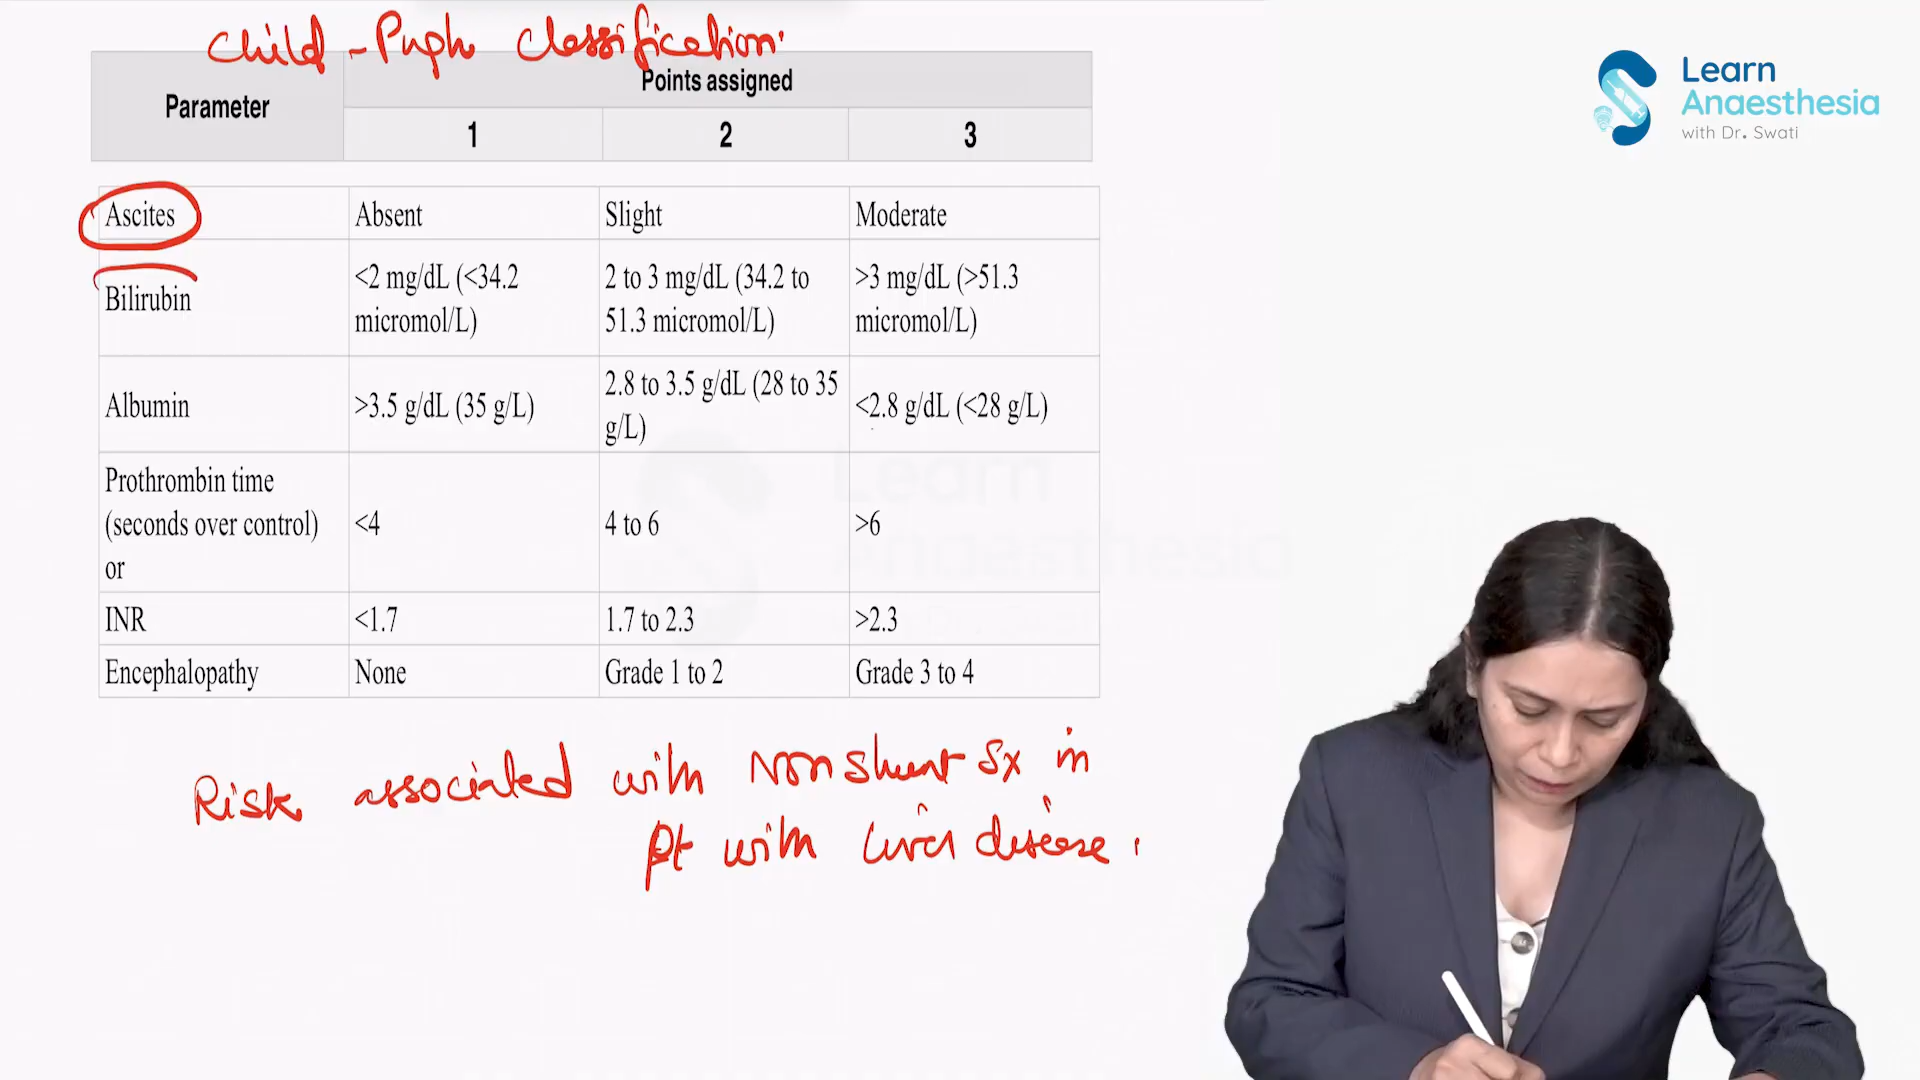 Child-Pugh Classification.
Parameter
Points assigned
1 2 3
Ascites Absent Slight Moderate
Bilirubin <2 mg/dL (<34.2 micromol/L) 2 to 3 mg/dL (34.2 to 51.3 micromol/L) >3 mg/dL (>51.3 micromol/L)
Albumin >3.5 g/dL (35 g/L) 2.8 to 3.5 g/dL (28 to 35 g/L) <2.8 g/dL (<28 g/L)
Prothrombin time (seconds over control) or <4 4 to 6 >6
INR <1.7 1.7 to 2.3 >2.3
Encephalopathy None Grade 1 to 2 Grade 3 to 4
Risk associated with Non Shunt Sx in
Pt with liver disease.
Learn
Anaesthesia
with Dr. Swati
Learn
Anaesthesia